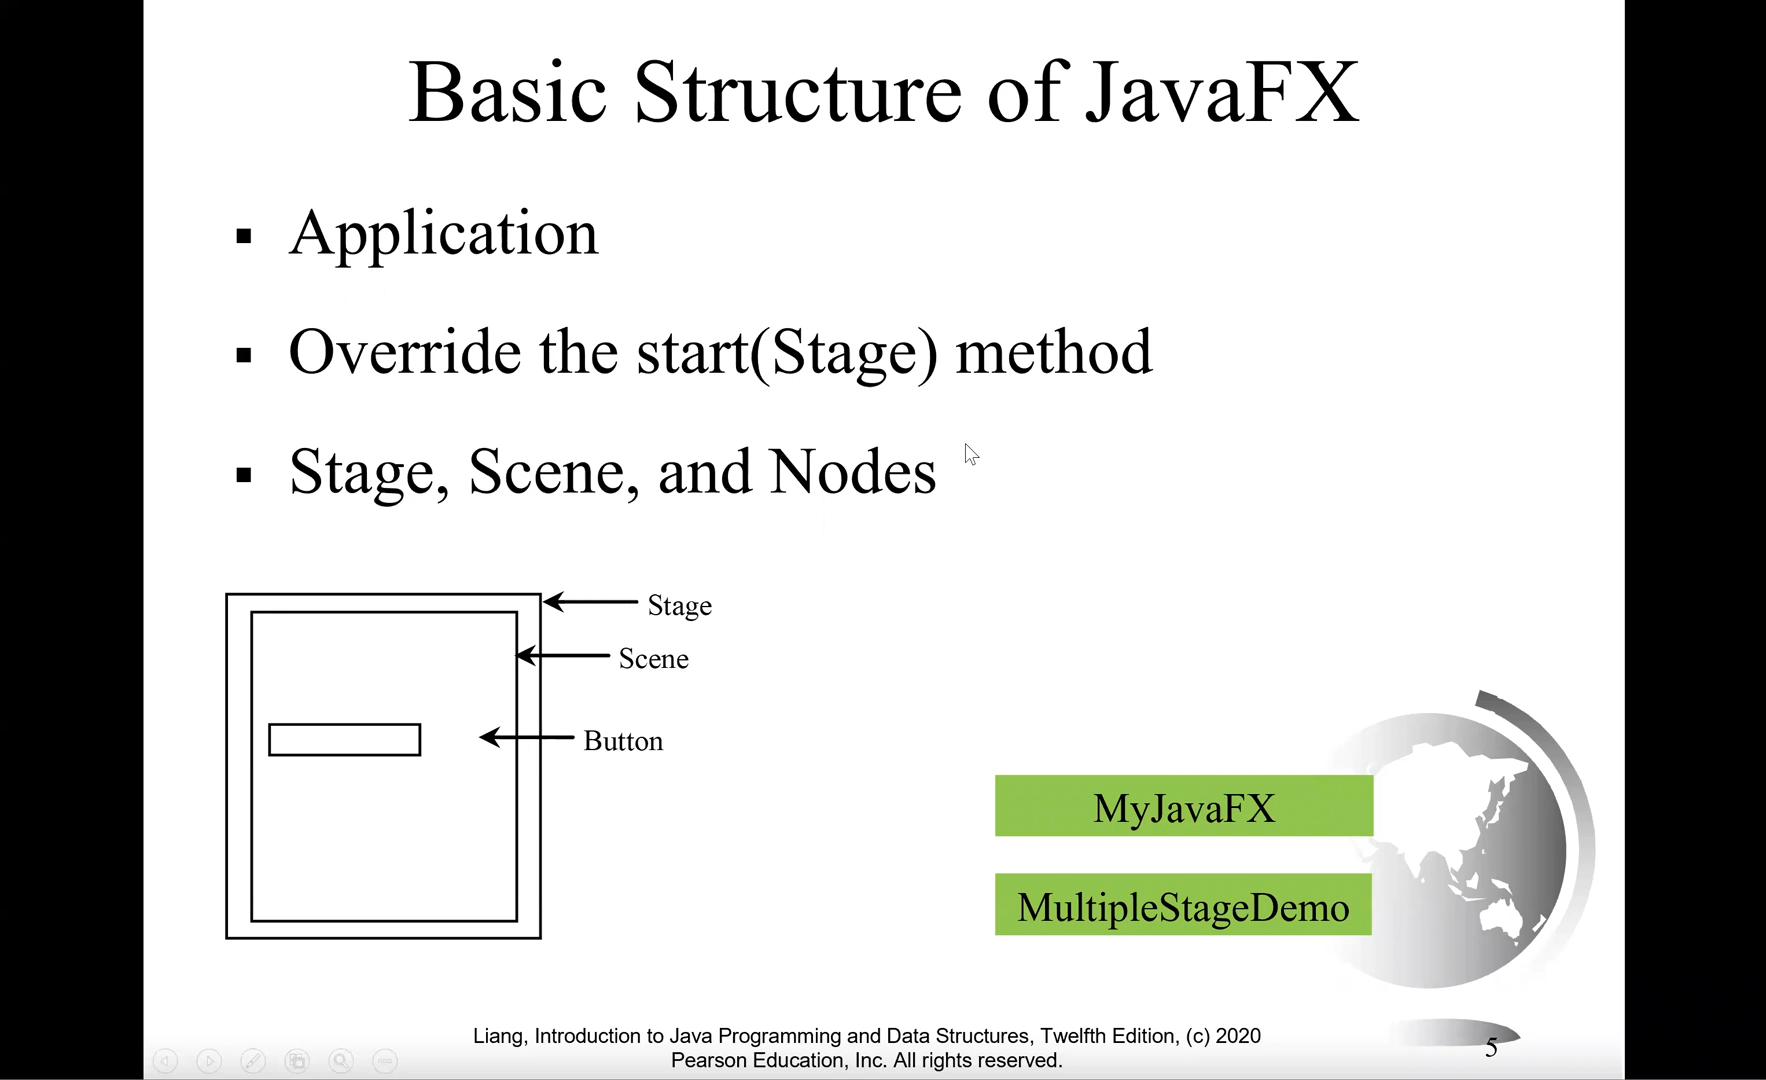 Basic Structure of JavaFX
▪ Application
▪ Override the start(Stage) method
▪ Stage, Scene, and Nodes
Stage
Scene
Button
MyJavaFX
MultipleStageDemo
Liang, Introduction to Java Programming and Data Structures, Twelfth Edition, (c) 2020
Pearson Education, Inc. All rights reserved.
5